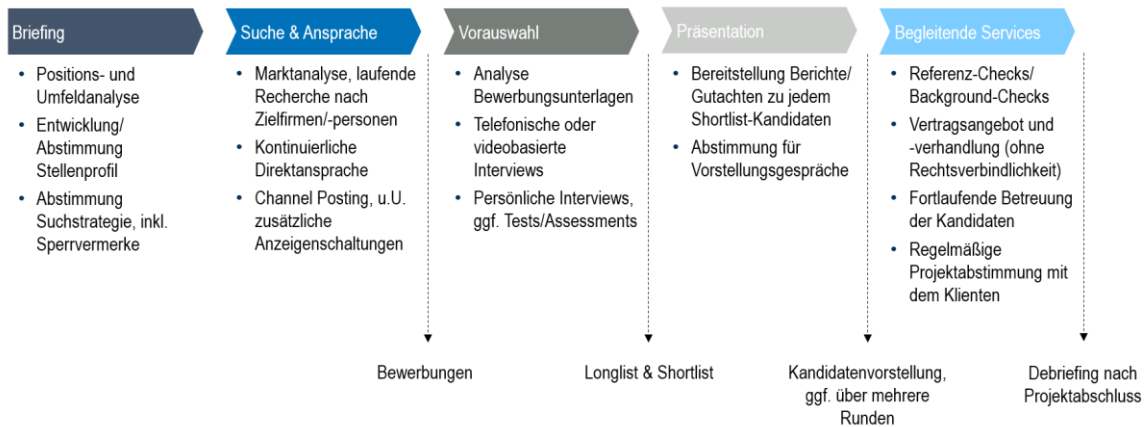 Briefing
Positions- und
Umfeldanalyse
Entwicklung/
Abstimmung
Stellenprofil
Abstimmung
Suchstrategie, inkl.
Sperrvermerke
Suche & Ansprache
Marktanalyse, laufende
Recherche nach
Zielfirmen/-personen
Kontinuierliche
Direktansprache
Channel Posting, u.U.
zusätzliche
Anzeigenschaltungen
Vorauswahl
Analyse
Bewerbungsunterlagen
Telefonische oder
videobasierte
Interviews
Persönliche Interviews,
ggf. Tests/Assessments
Präsentation
Bereitstellung Berichte/
Gutachten zu jedem
Shortlist-Kandidaten
Abstimmung für
Vorstellungsgespräche
Begleitende Services
Referenz-Checks/
Background-Checks
Vertragsangebot und
-verhandlung (ohne
Rechtsverbindlichkeit)
Fortlaufende Betreuung
der Kandidaten
Regelmäßige
Projektabstimmung mit
dem Klienten
Bewerbungen
Longlist & Shortlist
Kandidatenvorstellung,
ggf. über mehrere
Runden
Debriefing nach
Projektabschluss